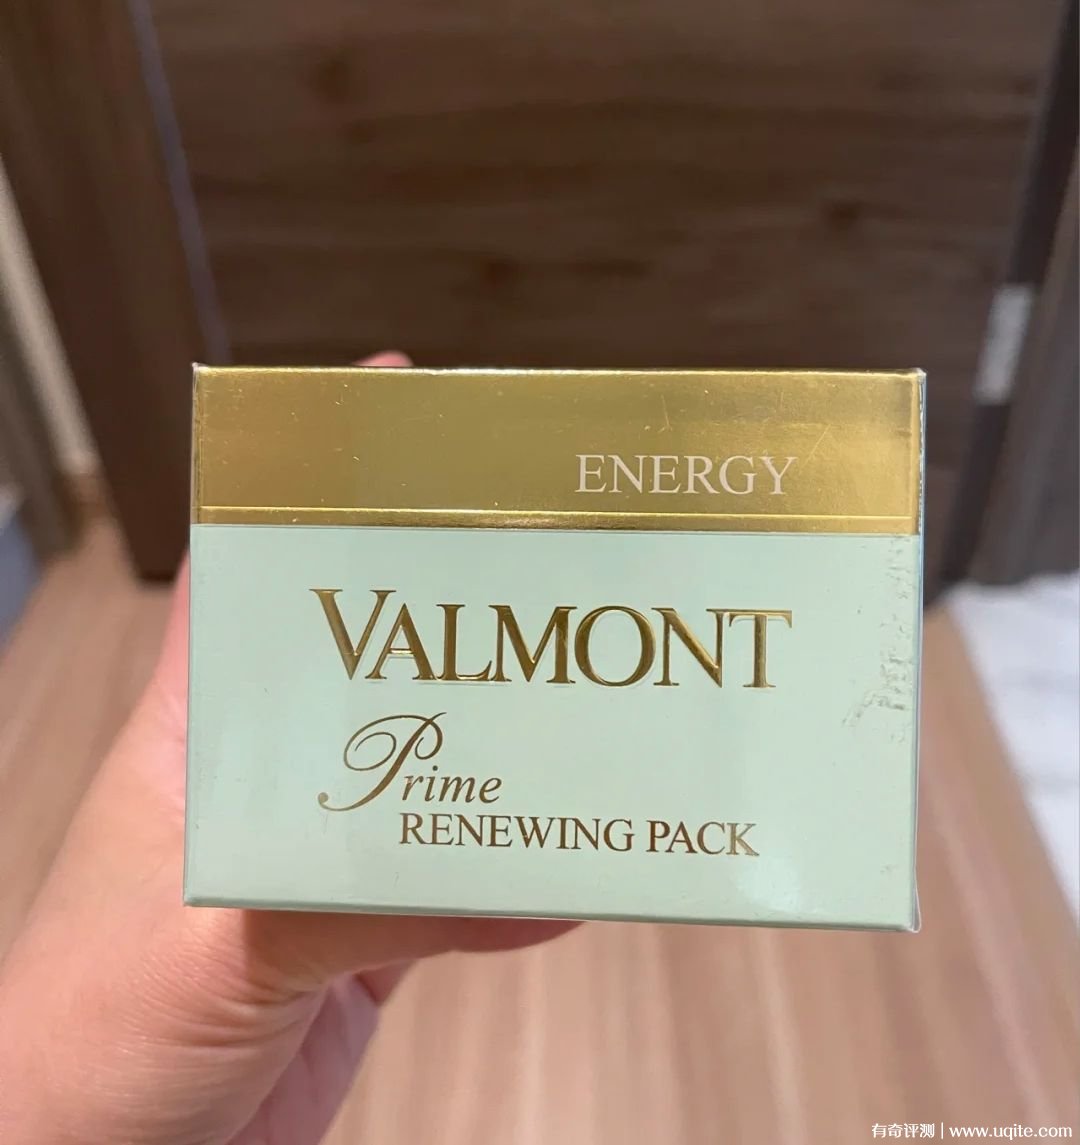 ENERGY
VALMONT
Prime
RENEWING PACK
有奇评测 | www.uqite.com